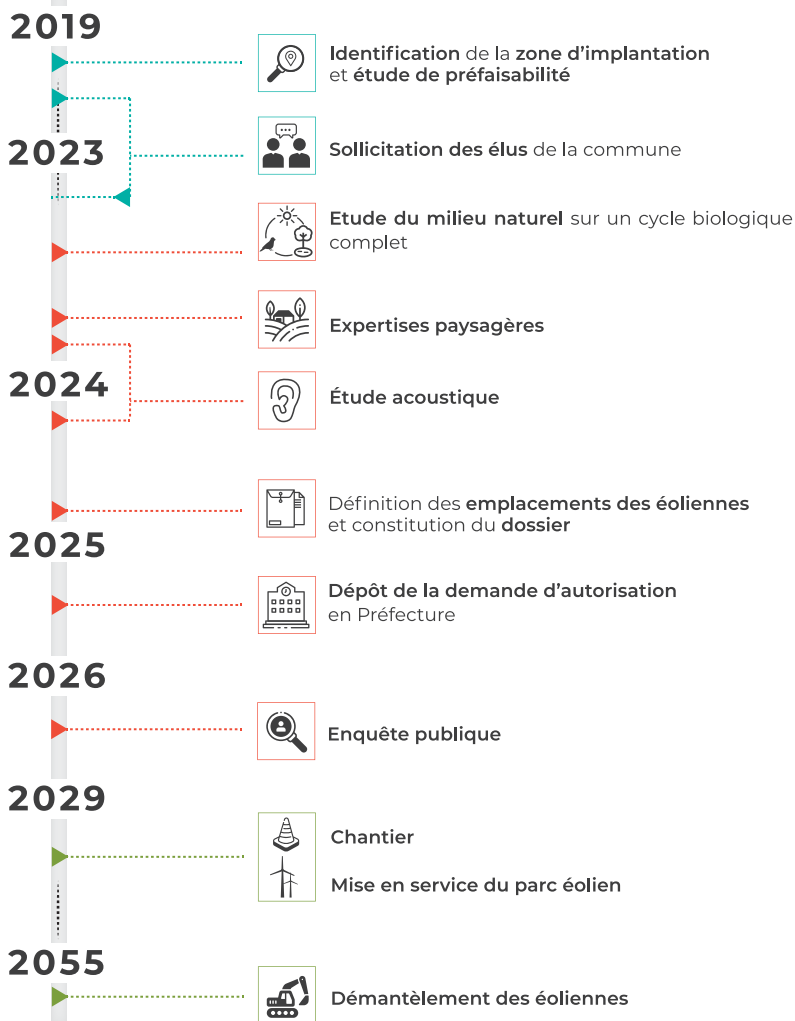 2019
Identification de la zone d'implantation
et étude de préfaisabilité
2023
Sollicitation des élus de la commune
Etude du milieu naturel sur un cycle biologique
complet
Expertises paysagères
2024
Étude acoustique
Définition des emplacements des éoliennes
et constitution du dossier
2025
Dépôt de la demande d'autorisation
en Préfecture
2026
Enquête publique
2029
Chantier
Mise en service du parc éolien
2055
Démantèlement des éoliennes